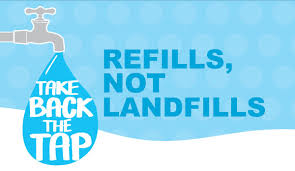 TAKE
BACK
THE
TAP
REFILLS,
NOT
LANDFILLS